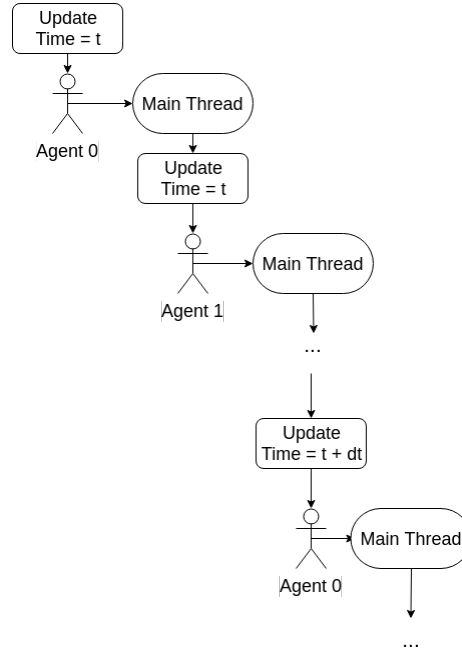 Update
Time = t
Main Thread
Agent 0
Update
Time = t
Main Thread
Agent 1
...
Update
Time = t + dt
Main Thread
Agent 0
...